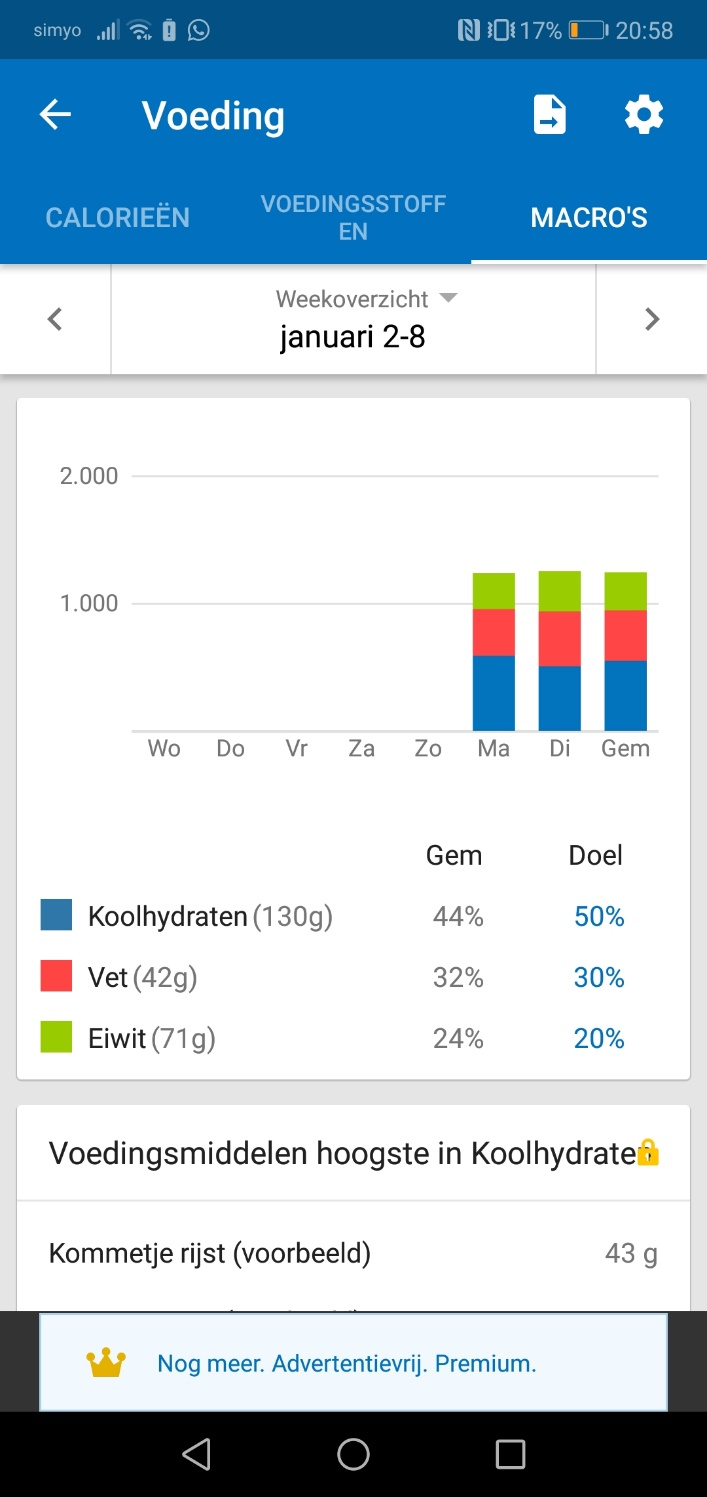 simyo 17% 20:58
Voeding
CALORIEËN
VOEDINGSSTOFF
EN
MACRO'S
Weekoverzicht
januari 2-8
2.000
1.000
Wo Do Vr Za Zo Ma Di Gem
Gem Doel
Koolhydraten (130g) 44% 50%
Vet (42g) 32% 30%
Eiwit (71g) 24% 20%
Voedingsmiddelen hoogste in Koolhydraten
Kommetje rijst (voorbeeld) 43 g
Nog meer. Advertentievrij. Premium.